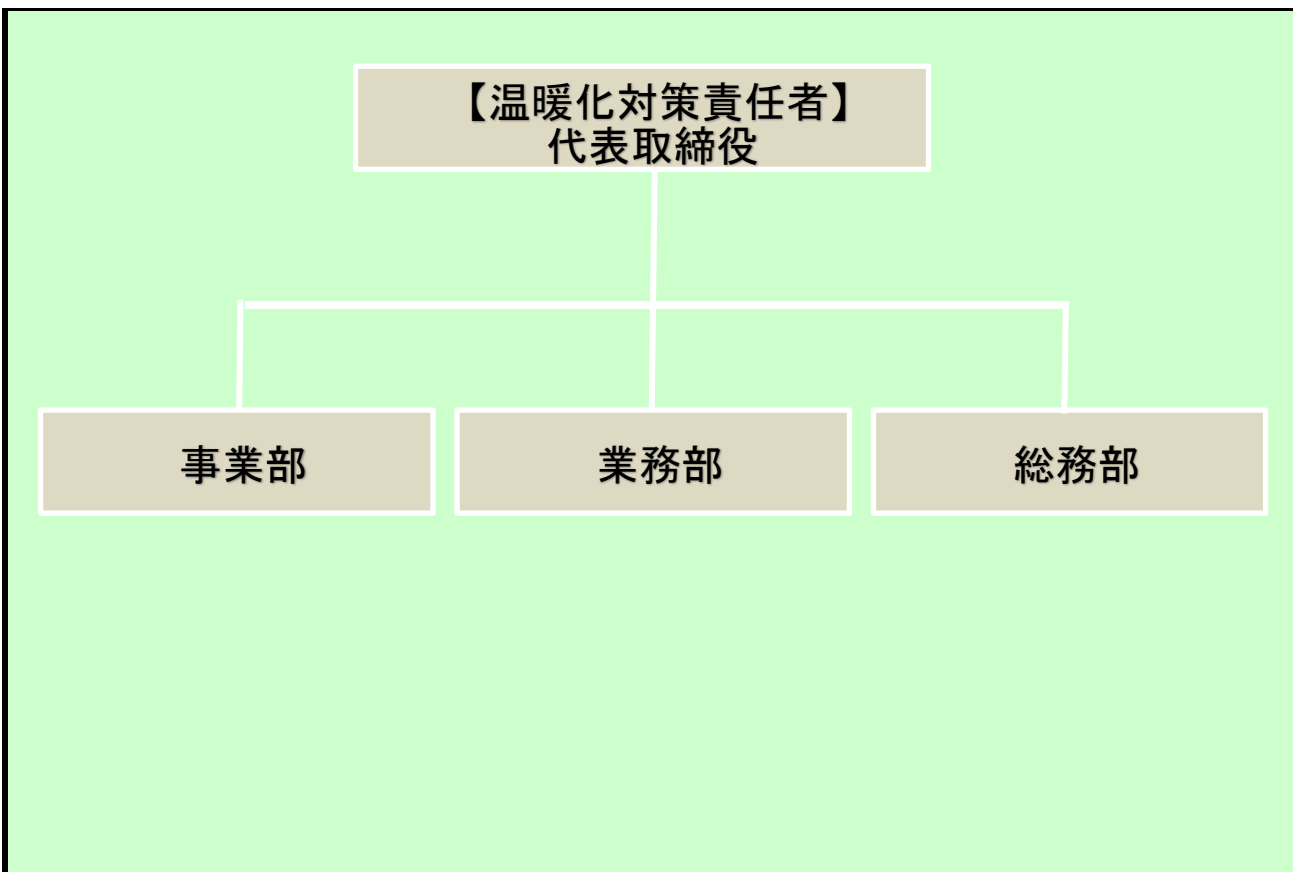 【温暖化対策責任者】
代表取締役
事業部
業務部
総務部